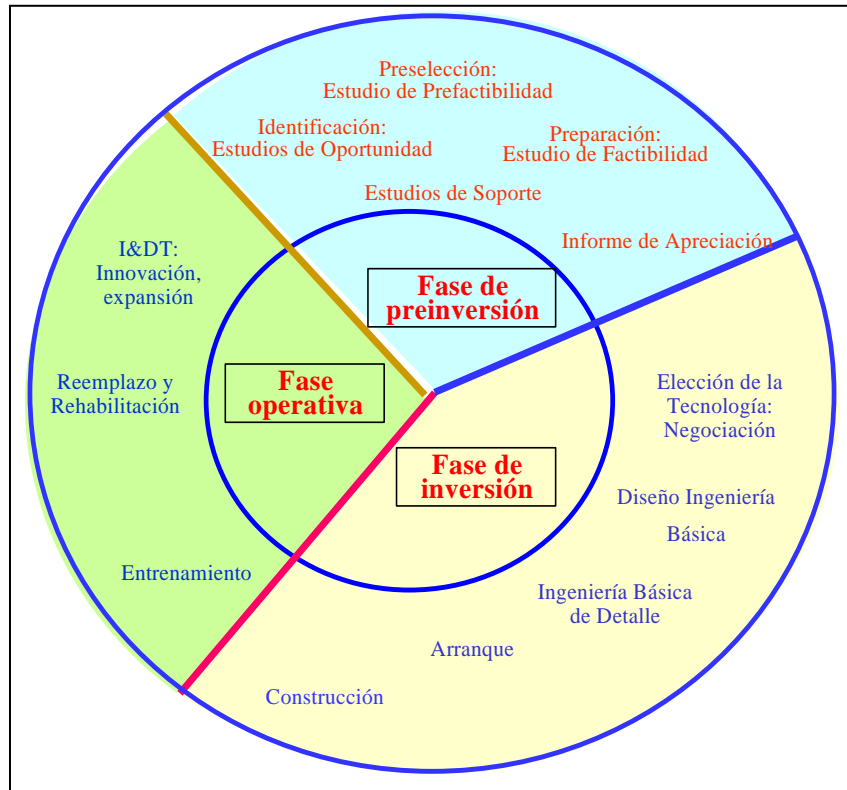 Preselección:
Estudio de Prefactibilidad
Identificación:
Estudios de Oportunidad
Preparación:
Estudio de Factibilidad
Estudios de Soporte
Informe de Apreciación
Fase de
preinversión
I&DT:
Innovación,
expansión
Reemplazo y
Rehabilitación
Entrenamiento
Fase
operativa
Fase de
inversión
Elección de la
Tecnología:
Negociación
Diseño Ingeniería
Básica
Ingeniería Básica
de Detalle
Arranque
Construcción